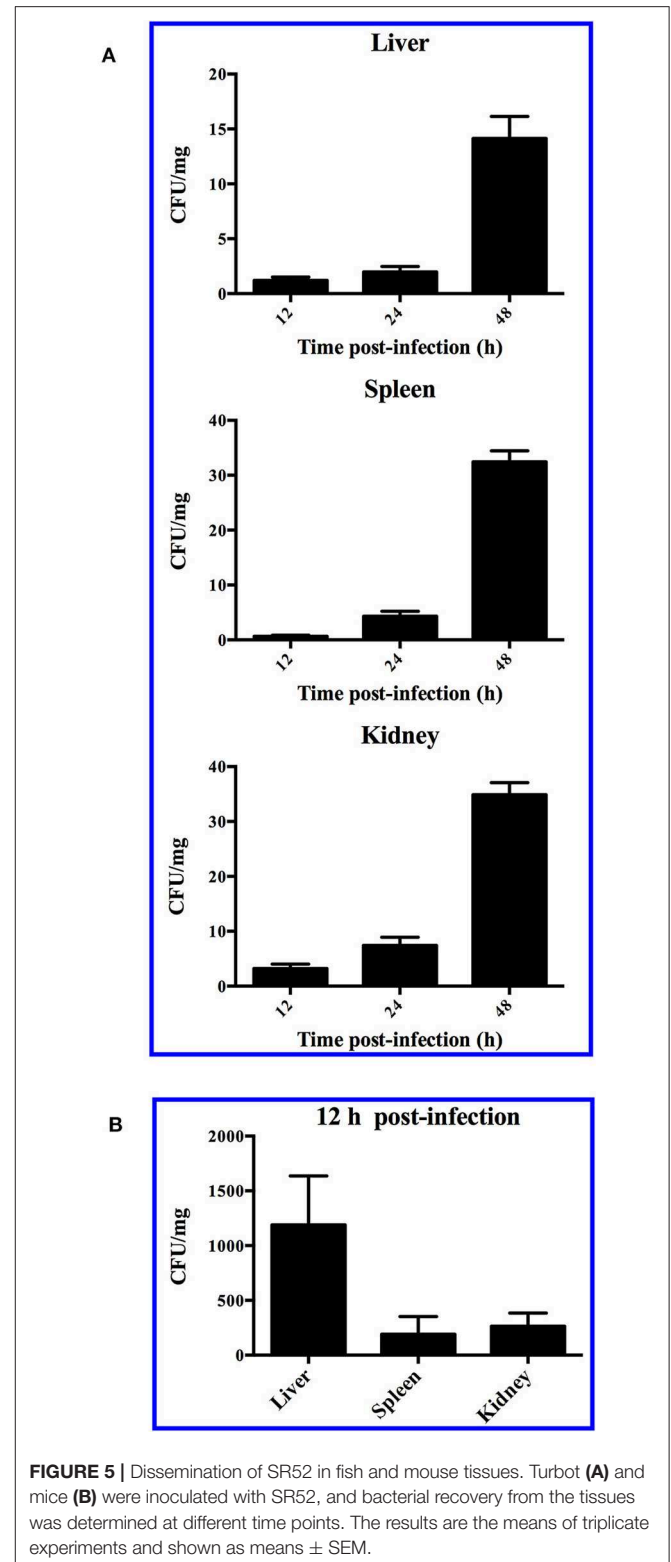 A
Liver
20
15
10
5
0
CFU/mg
12
24
48
Time post-infection (h)
Spleen
40
30
20
10
0
CFU/mg
12
24
48
Time post-infection (h)
Kidney
40
30
20
10
0
CFU/mg
12
24
48
Time post-infection (h)
B
12 h post-infection
2000
1500
1000
500
0
CFU/mg
Liver
Spleen
Kidney
FIGURE 5 | Dissemination of SR52 in fish and mouse tissues. Turbot (A) and
mice (B) were inoculated with SR52, and bacterial recovery from the tissues
was determined at different time points. The results are the means of triplicate
experiments and shown as means ± SEM.